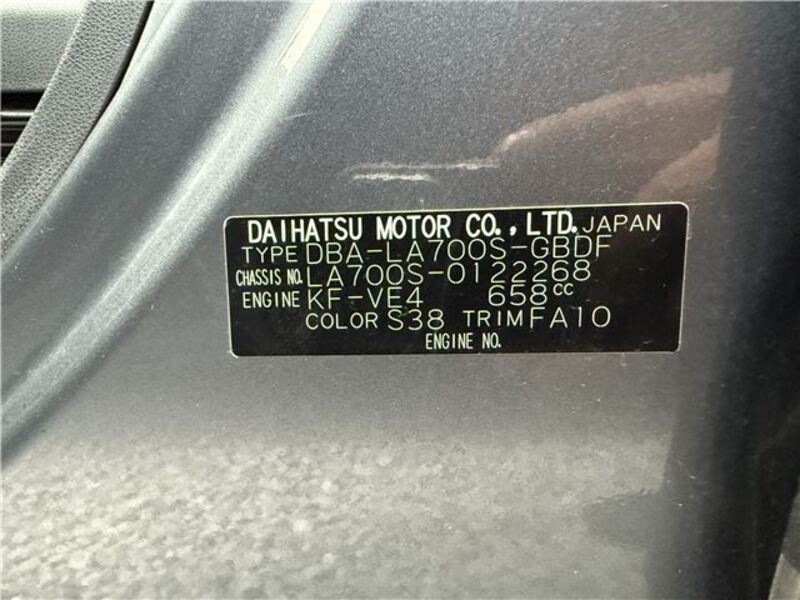 DAIHATSU MOTOR CO., LTD. JAPAN
TYPE DBA-LA700S-GBDF
CHASSIS NO. LA700S-0122268
ENGINE KF-VE4 658CC
COLOR S38 TRIM FA10
ENGINE NO.